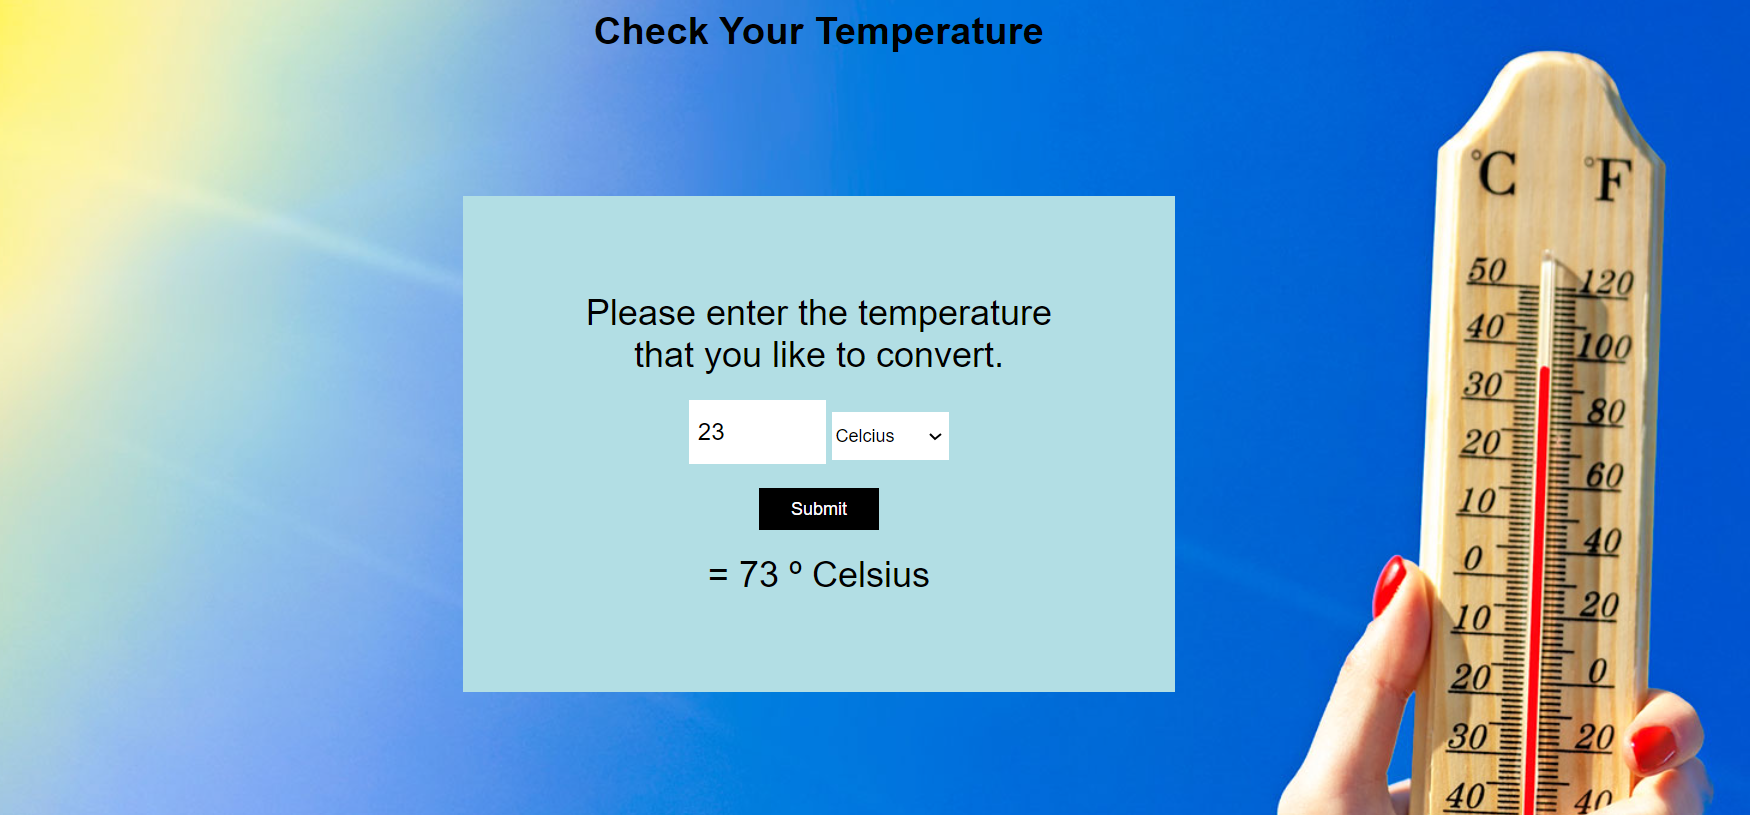 Check Your Temperature
Please enter the temperature
that you like to convert.
23
Celcius
Submit
= 73 º Celsius
°C °F
50 120
40 100
30 80
20 60
10 40
0 20
10 0
20 20
30 40
40